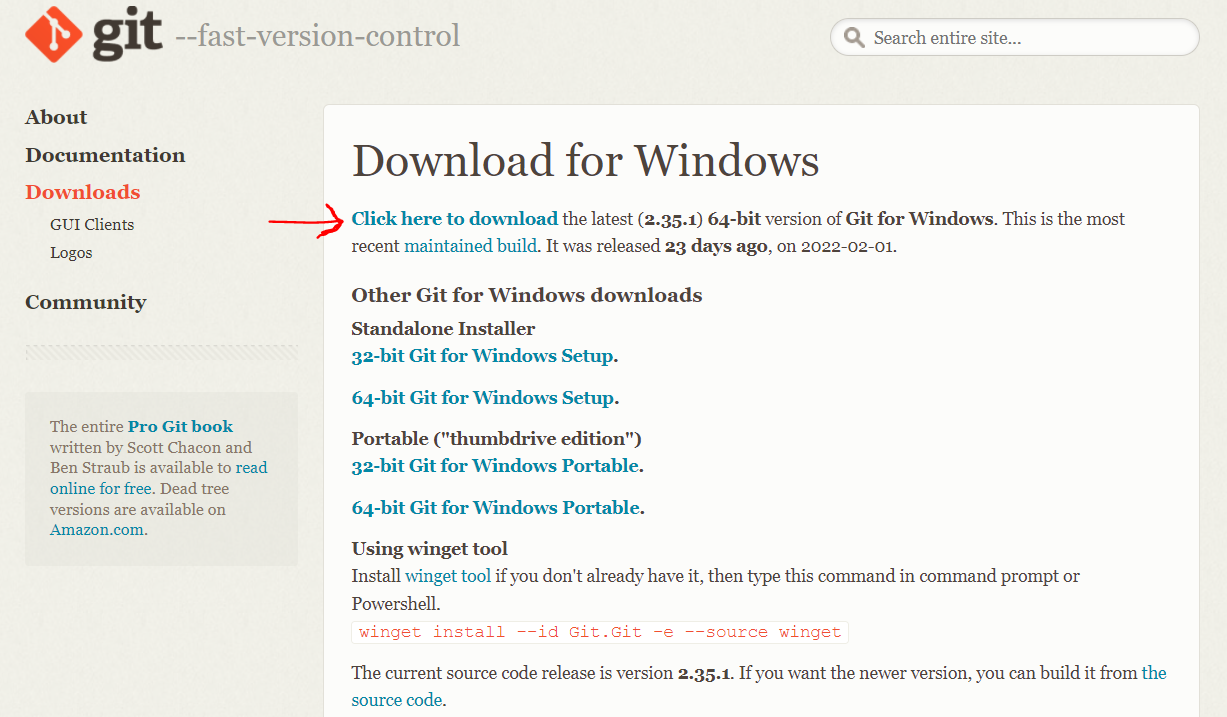 git --fast-version-control
Search entire site...
About
Documentation
Downloads
GUI Clients
Logos
Community
The entire Pro Git book
written by Scott Chacon and
Ben Straub is available to read
online for free. Dead tree
versions are available on
Amazon.com.
Download for Windows
Click here to download the latest (2.35.1) 64-bit version of Git for Windows. This is the most
recent maintained build. It was released 23 days ago, on 2022-02-01.
Other Git for Windows downloads
Standalone Installer
32-bit Git for Windows Setup.
64-bit Git for Windows Setup.
Portable ("thumbdrive edition")
32-bit Git for Windows Portable.
64-bit Git for Windows Portable.
Using winget tool
Install winget tool if you don't already have it, then type this command in command prompt or
Powershell.
winget install --id Git.Git -e --source winget
The current source code release is version 2.35.1. If you want the newer version, you can build it from the
source code.